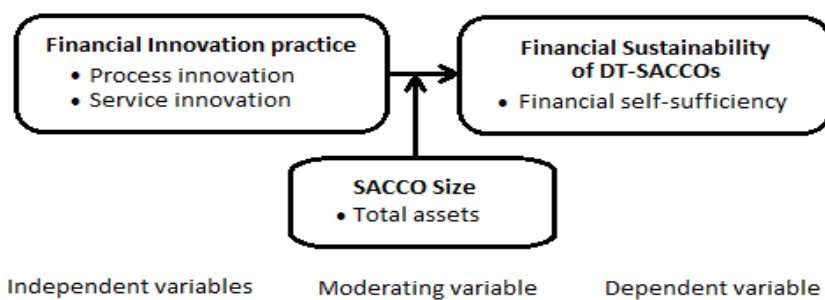 Financial Innovation practice
• Process innovation
• Service innovation
Financial Sustainability
of DT-SACCOs
• Financial self-sufficiency
SACCO Size
• Total assets
Independent variables
Moderating variable
Dependent variable